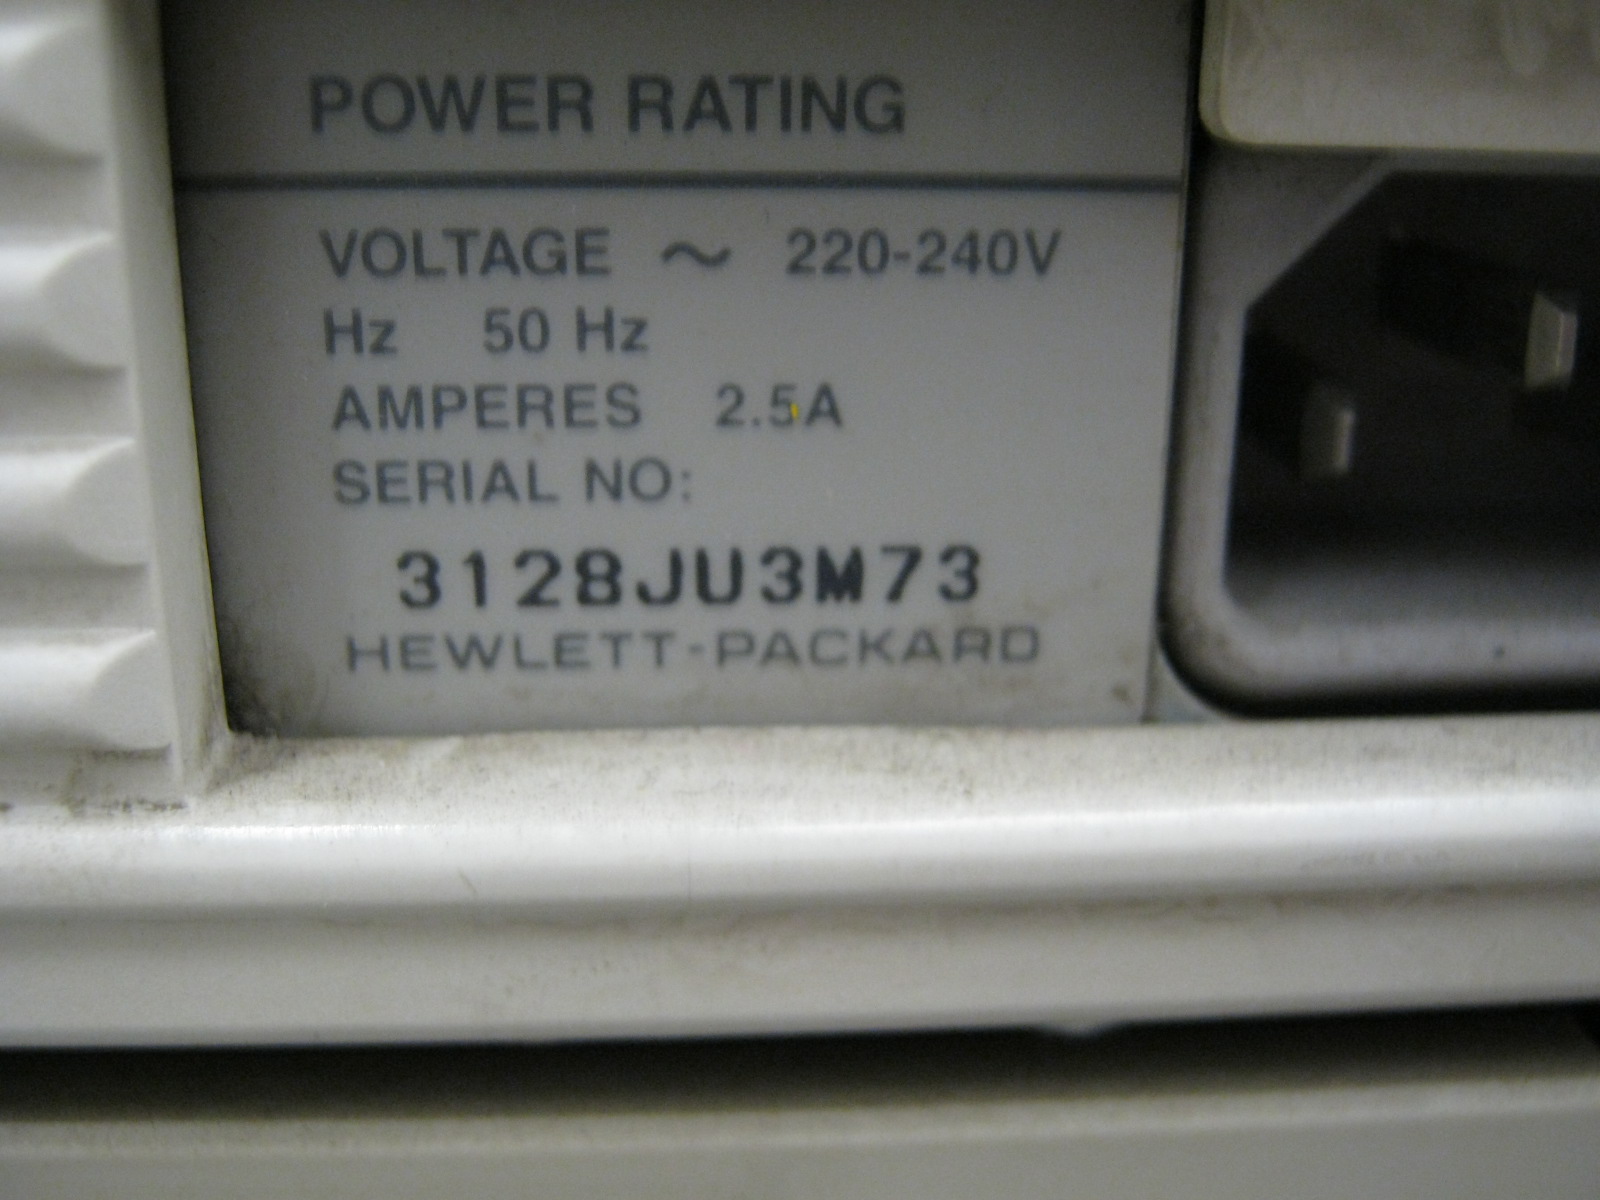 POWER RATING
VOLTAGE ~ 220-240V
Hz 50 Hz
AMPERES 2.5A
SERIAL NO:
3128JU3M73
HEWLETT-PACKARD